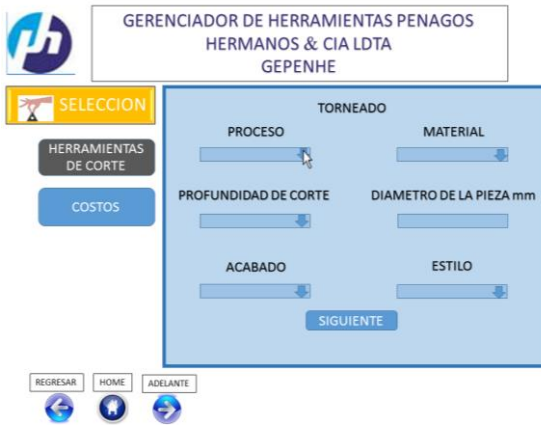 GERENCIADOR DE HERRAMIENTAS PENAGOS
HERMANOS & CIA LDTA
GEPENHE
SELECCION
HERRAMIENTAS
DE CORTE
COSTOS
TORNEADO
PROCESO
MATERIAL
PROFUNDIDAD DE CORTE
DIAMETRO DE LA PIEZA mm
ACABADO
ESTILO
SIGUIENTE
REGRESAR
HOME
ADELANTE